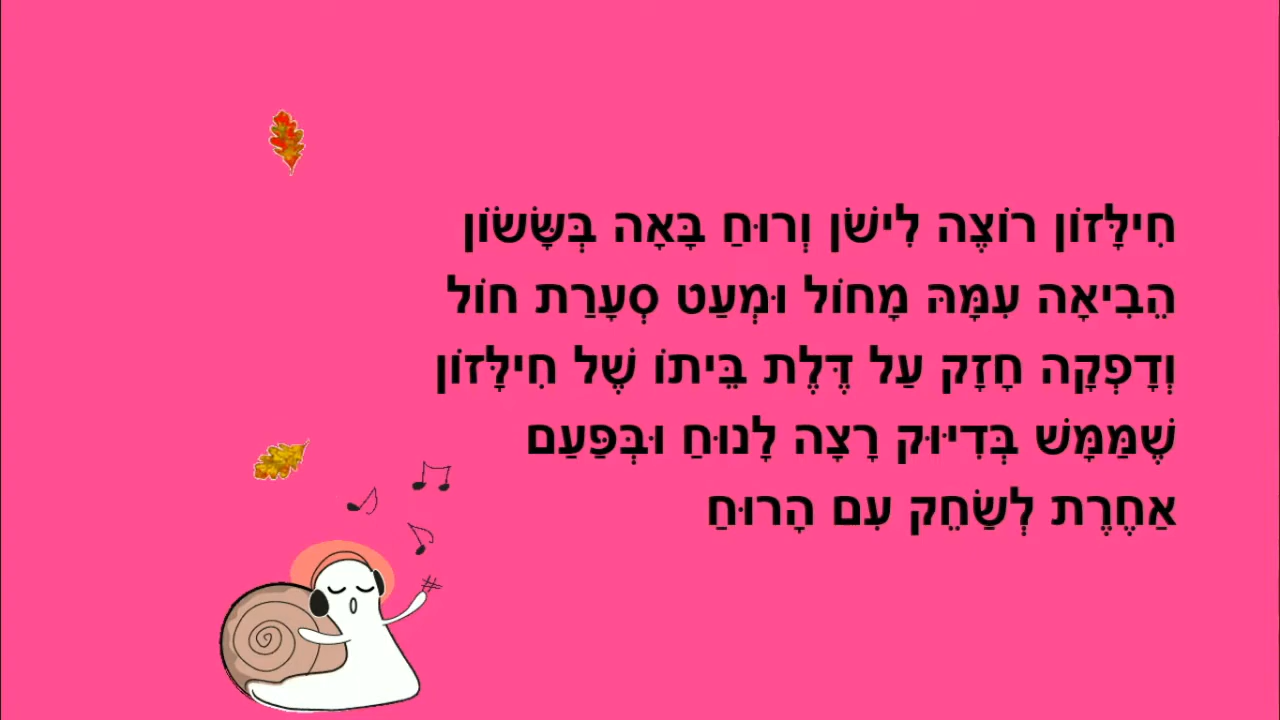 חִילָּזוֹן רוֹצֶה לִישֹׁן וְרוּחַ בָּאָה בְּשָׂשׂוֹן
הֵבִיאָה עִמָּהּ מָחוֹל וּמְעַט סְעָרַת חוֹל
וְדָפְקָה חָזָק עַל דֶּלֶת בֵּיתוֹ שֶׁל חִילָּזוֹן
שֶׁמַּמָּשׁ בְּדִיּוּק רָצָה לָנוּחַ וּבְּפַּעַם
אַחֶרֶת לְשַׂחֵק עִם הָרוּחַ